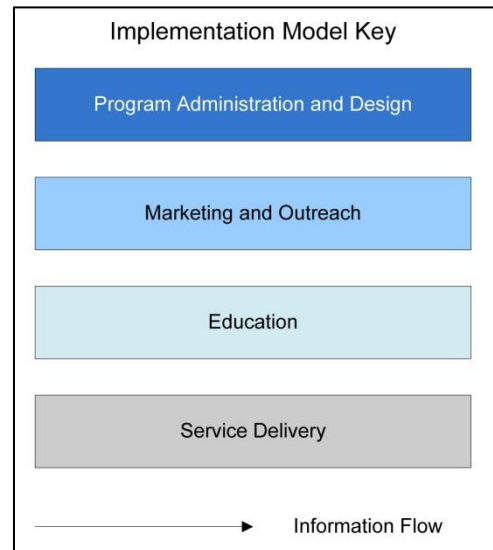 Implementation Model Key
Program Administration and Design
Marketing and Outreach
Education
Service Delivery
Information Flow